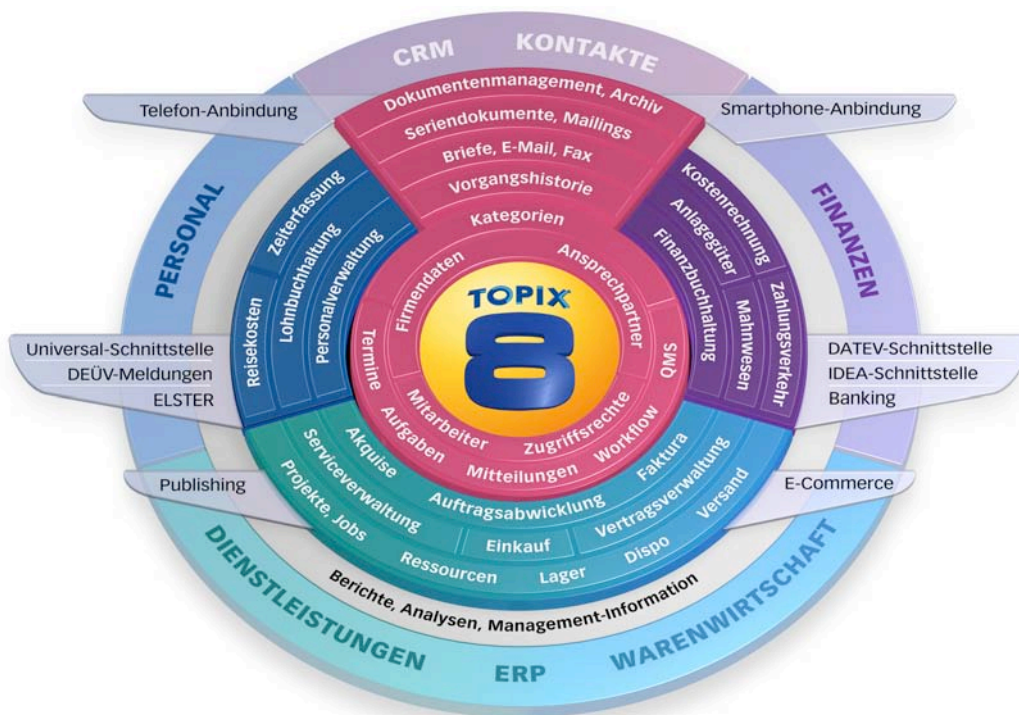 CRM KONTAKTE
Dokumentenmanagement, Archiv
Telefon-Anbindung
Smartphone-Anbindung
Seriendokumente, Mailings
Briefe, E-Mail, Fax
Vorgangshistorie
Kategorien
PERSONAL
Zeiterfassung
Lohnbuchhaltung
Personalverwaltung
Reisekosten
FINANZEN
Kostenrechnung
Anlagegüter
Finanzbuchhaltung
Zahlungsverkehr
Mahnwesen
Firmendaten
Ansprechpartner
TOPIX
8
Termine
QMS
Mitarbeiter
Zugriffsrechte
Aufgaben
Mitteilungen
Workflow
Universal-Schnittstelle
DEÜV-Meldungen
ELSTER
DATEV-Schnittstelle
IDEA-Schnittstelle
Banking
Akquise
Auftragsabwicklung
Faktura
Serviceverwaltung
Einkauf
Vertragsverwaltung
Projekte, Jobs
Ressourcen
Lager
Dispo
Versand
Publishing
E-Commerce
Berichte, Analysen, Management-Information
DIENSTLEISTUNGEN
ERP
WARENWIRTSCHAFT